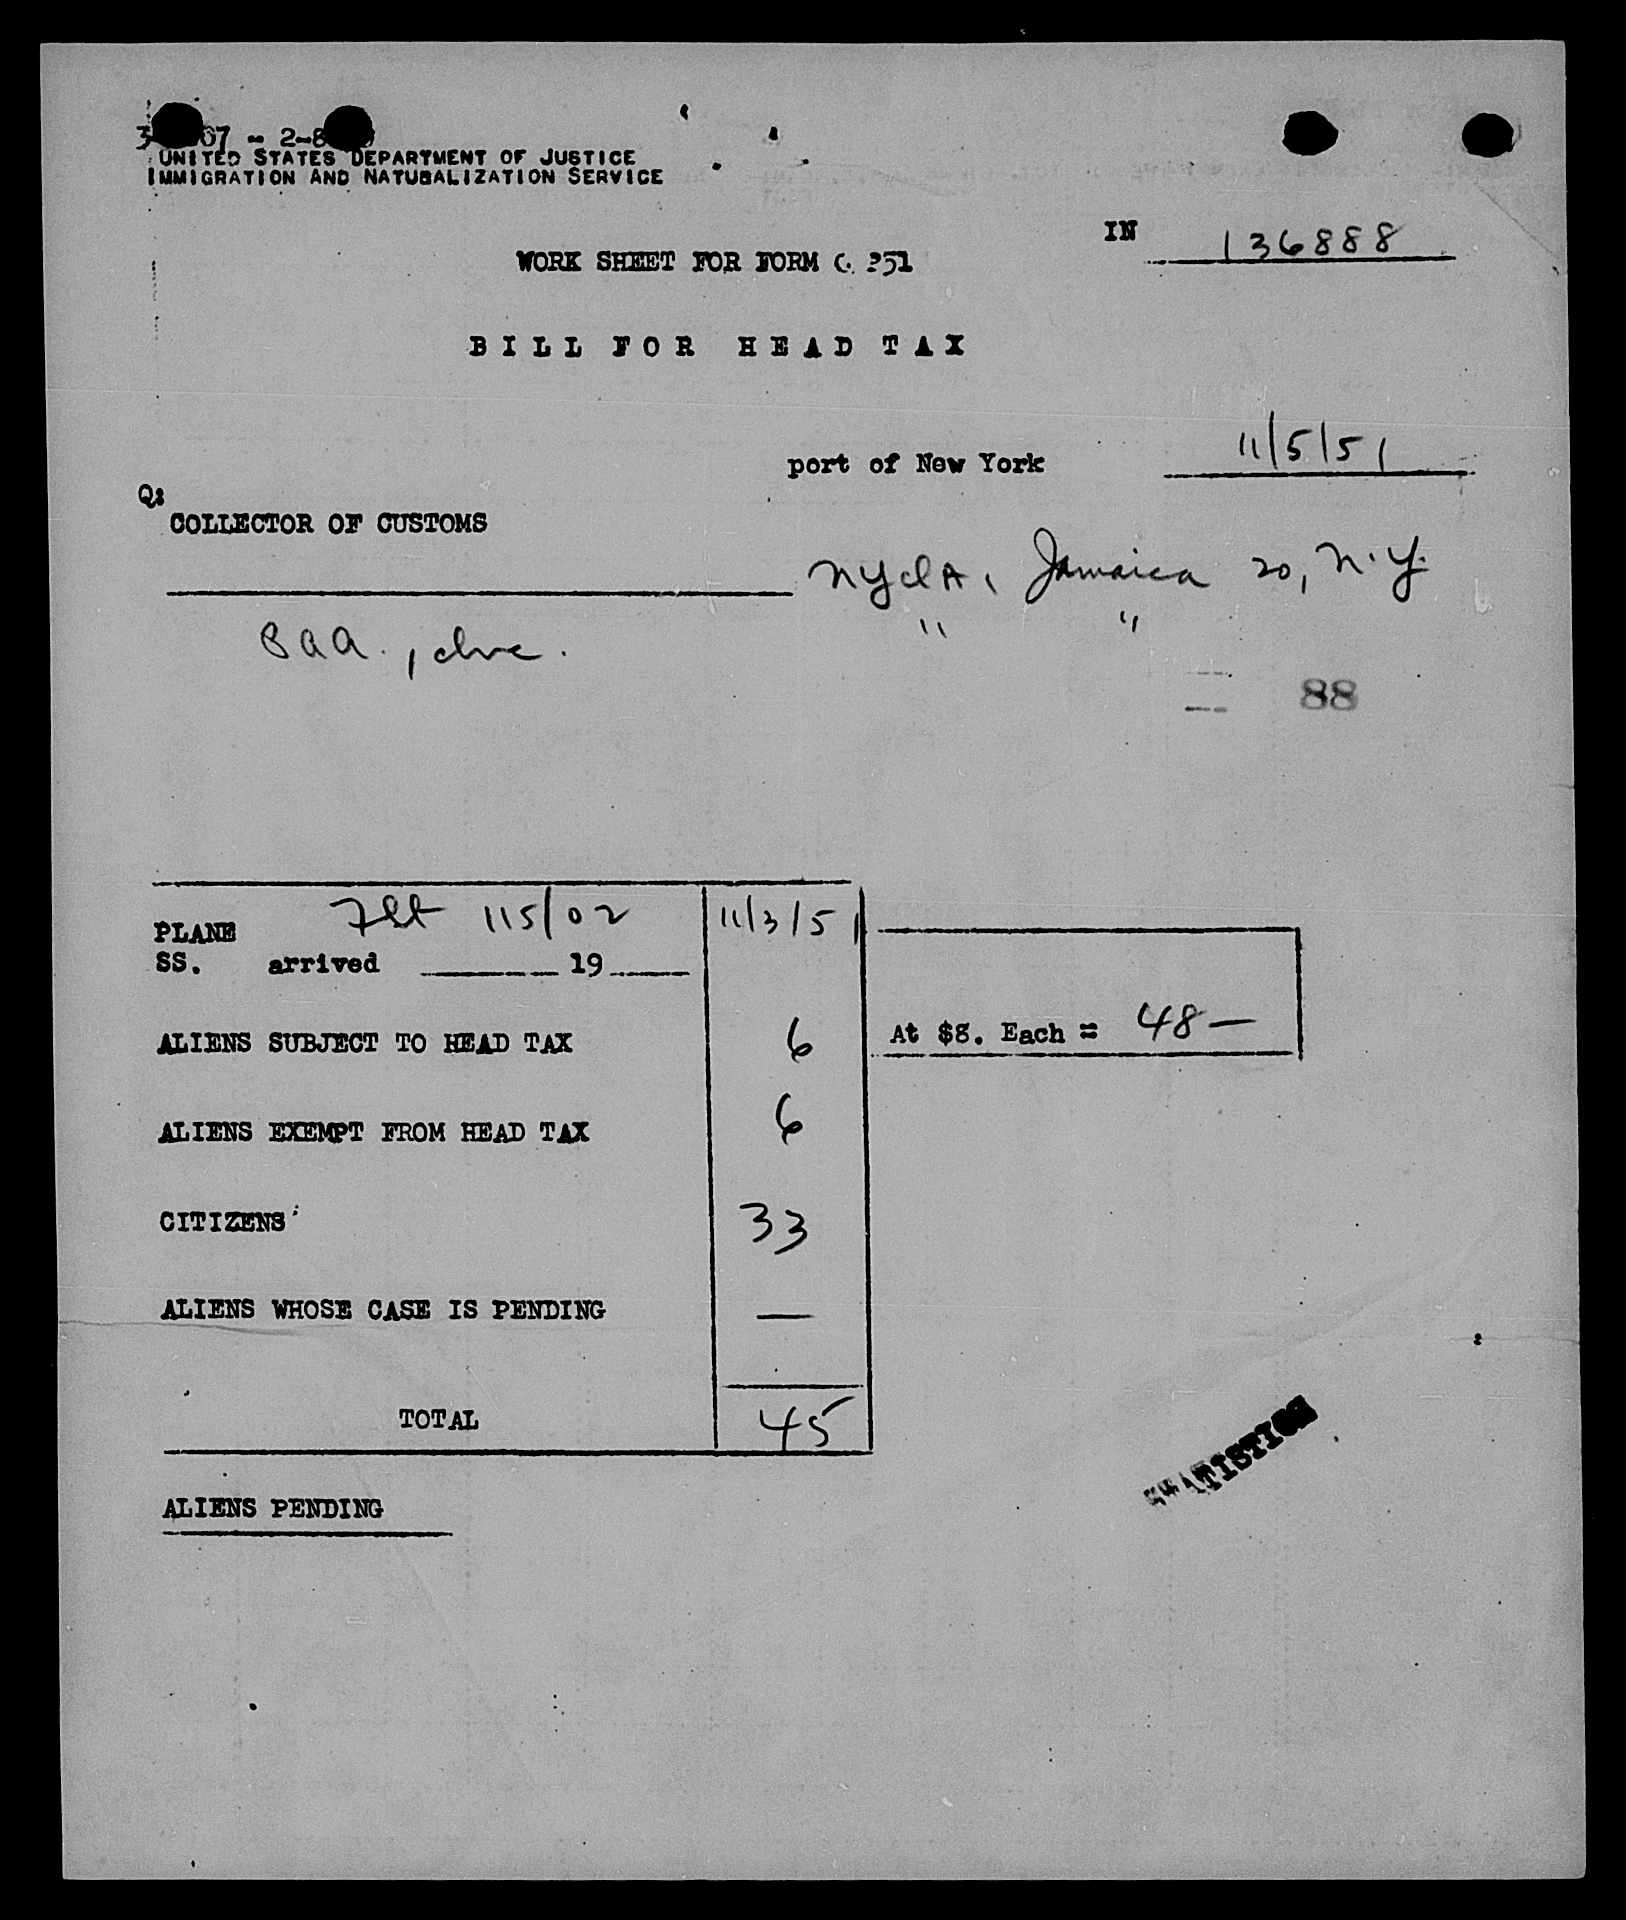 UNITED STATES DEPARTMENT OF JUSTICE
IMMIGRATION AND NATUBALIZATION SERVICE
IN 136888
WORK SHEET FOR FORM 51
BILL FOR HEAD TAX
port of New York 11/5/51
COLLECTOR OF CUSTOMS
NYdIA, Jamaica 20, N.Y.
" "
88
PLANE Flt 115/02 11/3/51
SS. arrived 19
ALIENS SUBJECT TO HEAD TAX 6 At $8. Each = 48—
ALIENS EXEMPT FROM HEAD TAX 6
CITIZENS 33
ALIENS WHOSE CASE IS PENDING —
TOTAL 45
ALIENS PENDING